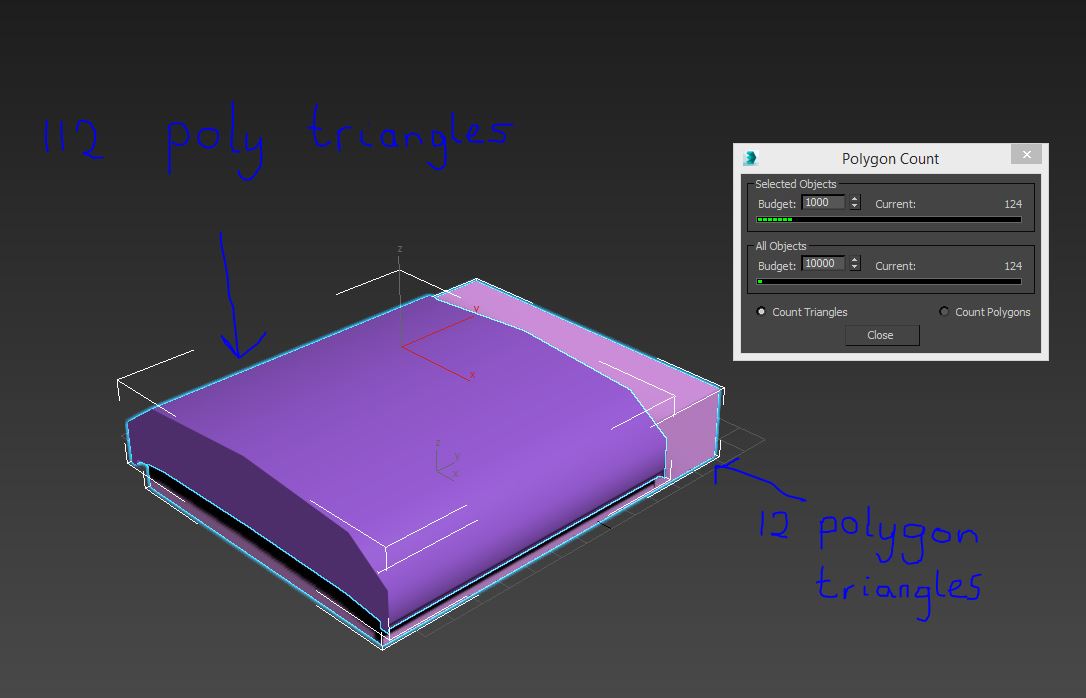 112 poly triangles
Polygon Count
Selected Objects
Budget: 1000 Current: 124
All Objects
Budget: 10000 Current: 124
Count Triangles Count Polygons
Close
z
y
x
z
y
x
12 polygon
triangles